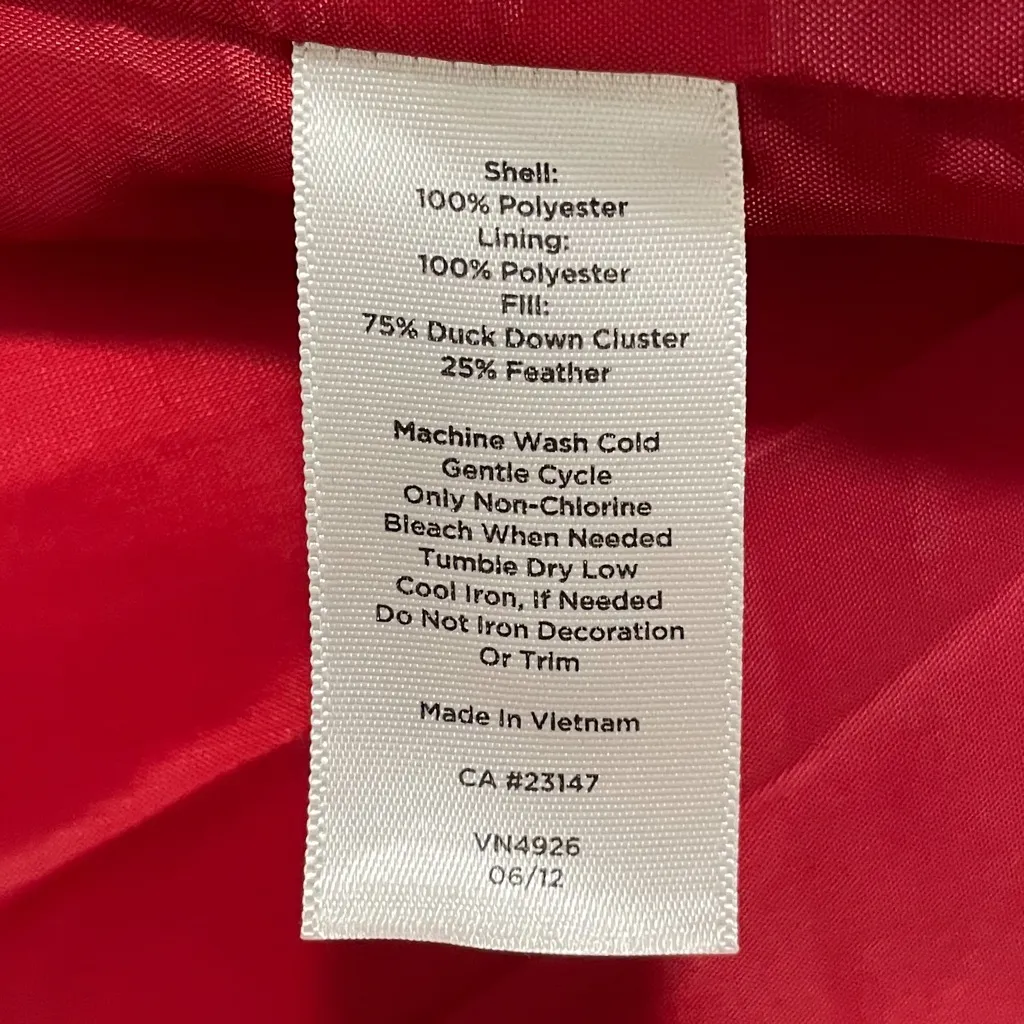 Shell:
100% Polyester
Lining:
100% Polyester
Fill:
75% Duck Down Cluster
25% Feather
Machine Wash Cold
Gentle Cycle
Only Non-Chlorine
Bleach When Needed
Tumble Dry Low
Cool Iron, If Needed
Do Not Iron Decoration
Or Trim
Made In Vietnam
CA #23147
VN4926
06/12